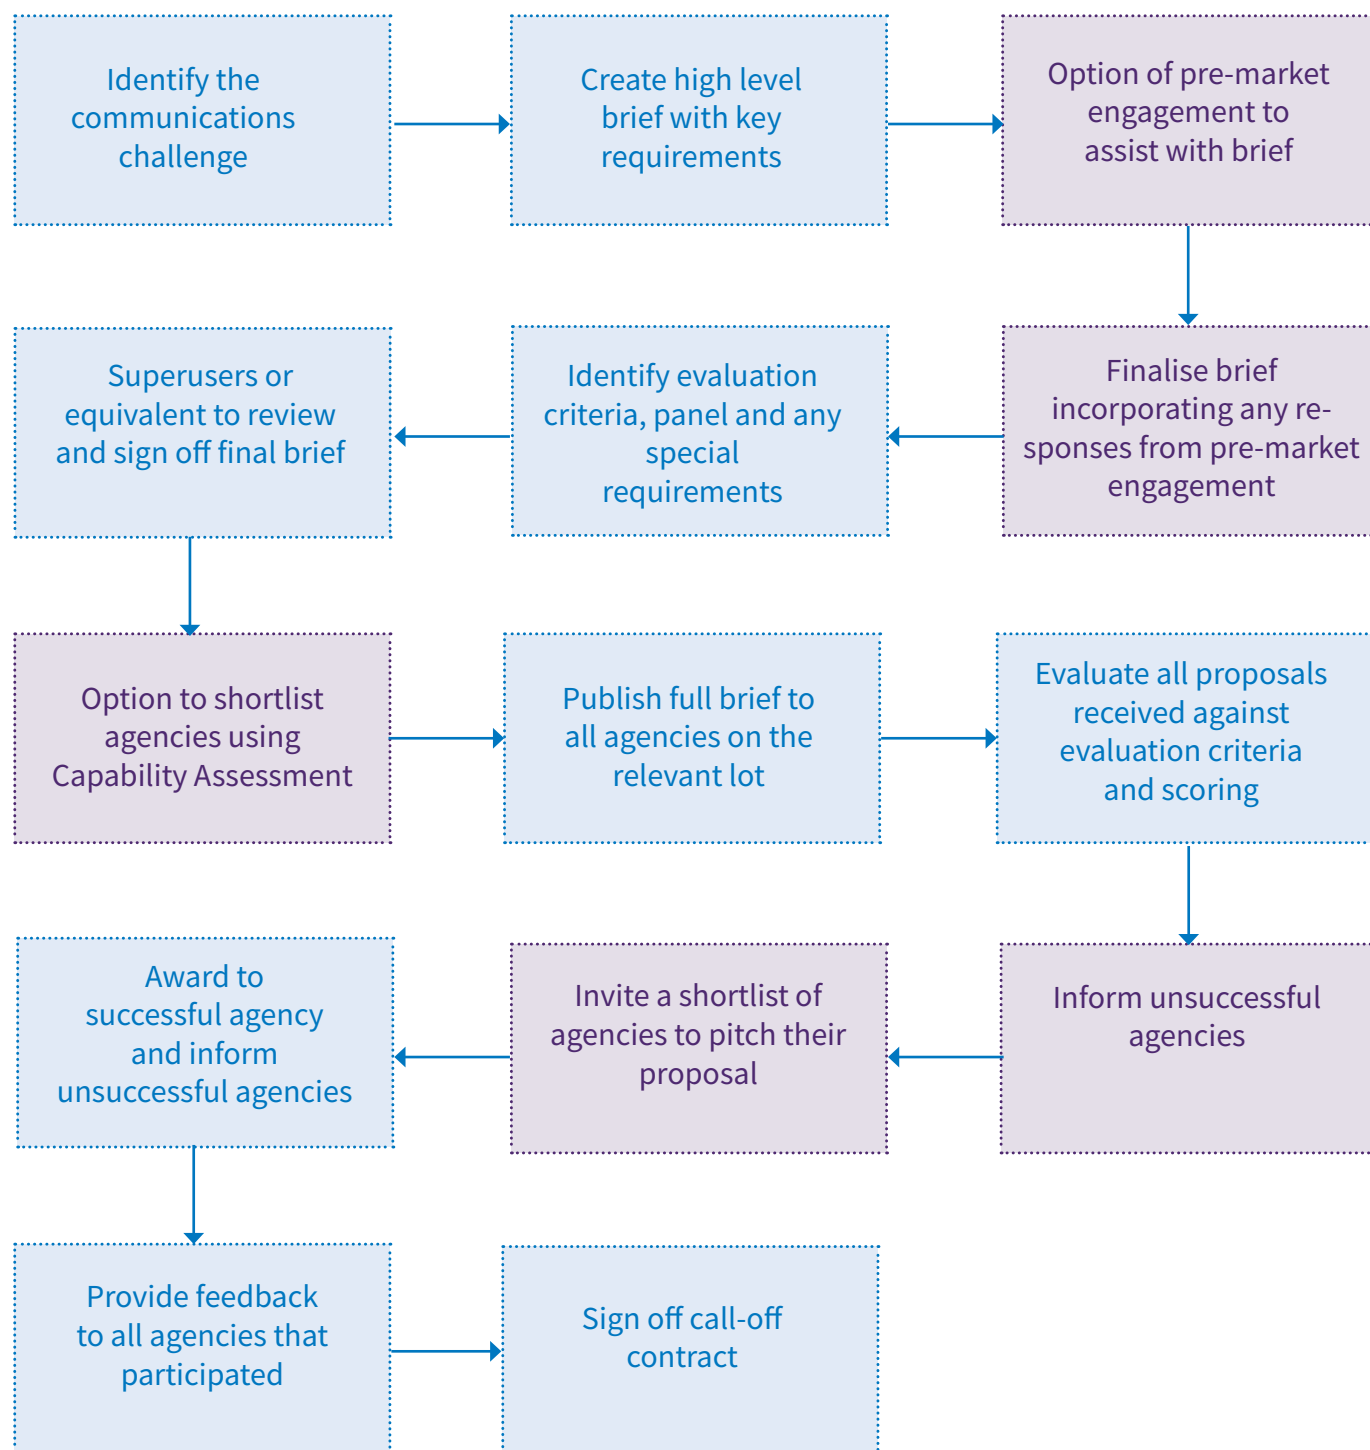 Identify the
communications
challenge
Create high level
brief with key
requirements
Option of pre-market
engagement to
assist with brief
Finalise brief
incorporating any re-
sponses from pre-market
engagement
Identify evaluation
criteria, panel and any
special
requirements
Superusers or
equivalent to review
and sign off final brief
Option to shortlist
agencies using
Capability Assessment
Publish full brief to
all agencies on the
relevant lot
Evaluate all proposals
received against
evaluation criteria
and scoring
Inform unsuccessful
agencies
Invite a shortlist of
agencies to pitch their
proposal
Award to
successful agency
and inform
unsuccessful agencies
Provide feedback
to all agencies that
participated
Sign off call-off
contract